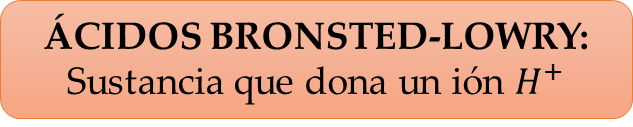 ÁCIDOS BRONSTED-LOWRY:
Sustancia que dona un ión H⁺